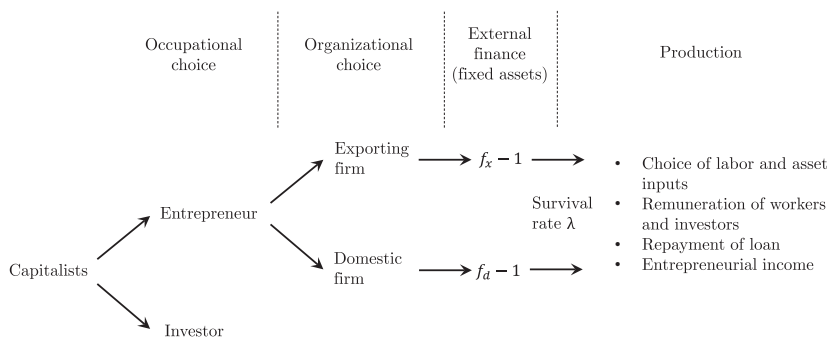 Occupational
choice
Organizational
choice
External
finance
(fixed assets)
Production
Capitalists
Entrepreneur
Investor
Exporting
firm
Domestic
firm
f_x − 1
f_d − 1
Survival
rate λ
• Choice of labor and asset
inputs
• Remuneration of workers
and investors
• Repayment of loan
• Entrepreneurial income